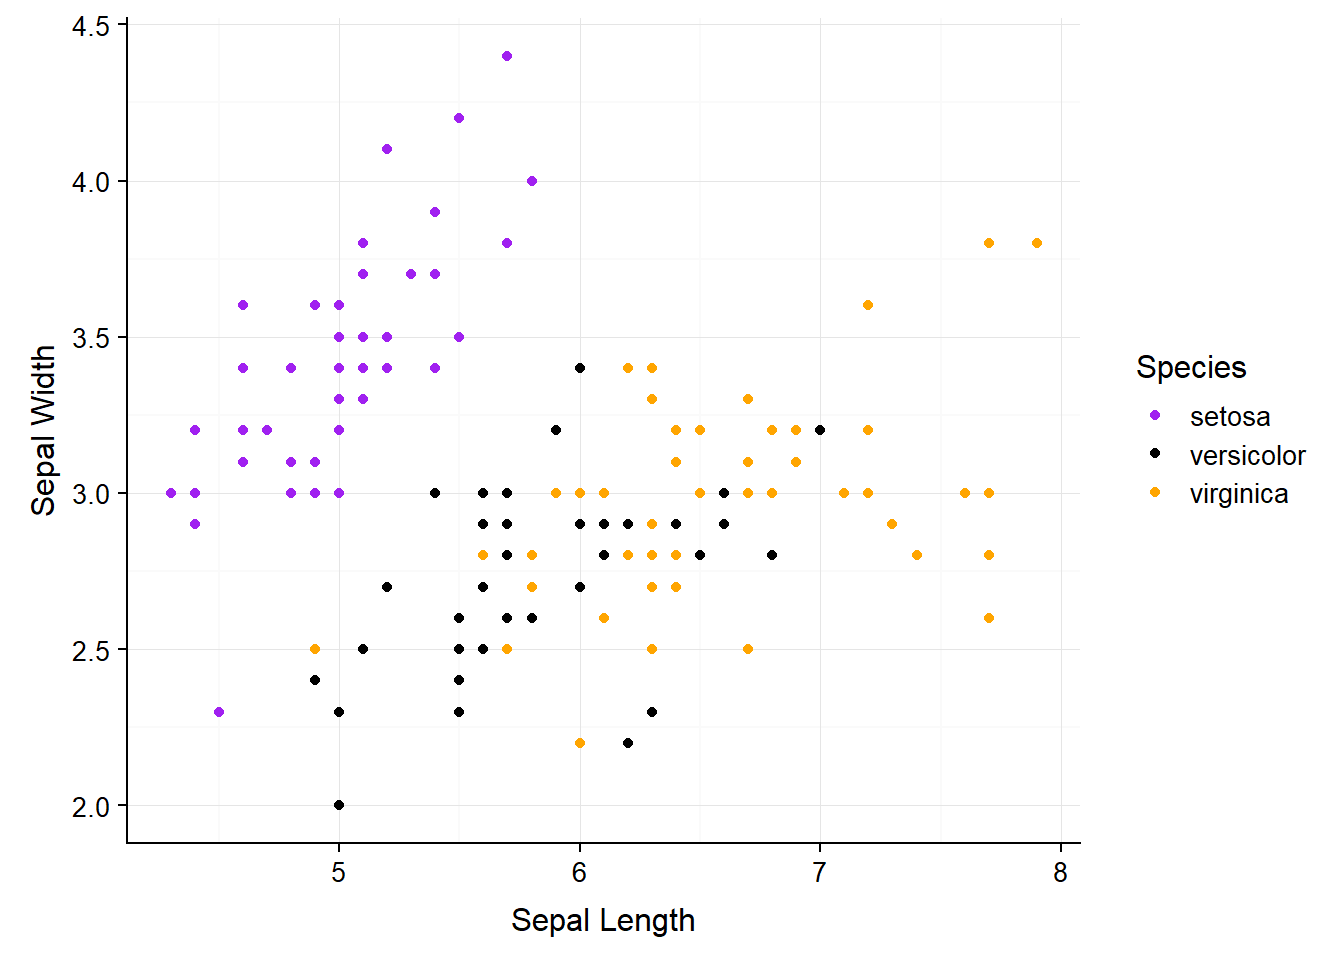 4.5
4.0
3.5
3.0
2.5
2.0
Sepal Width
5 6 7 8
Sepal Length
Species
setosa
versicolor
virginica